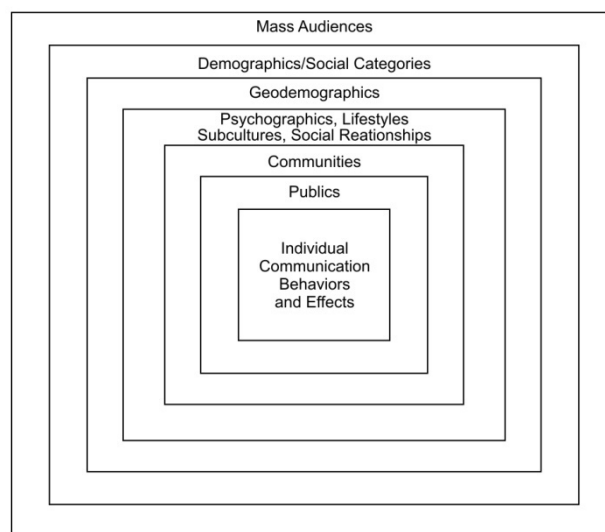 Mass Audiences
Demographics/Social Categories
Geodemographics
Psychographics, Lifestyles
Subcultures, Social Relationships
Communities
Publics
Individual
Communication
Behaviors
and Effects